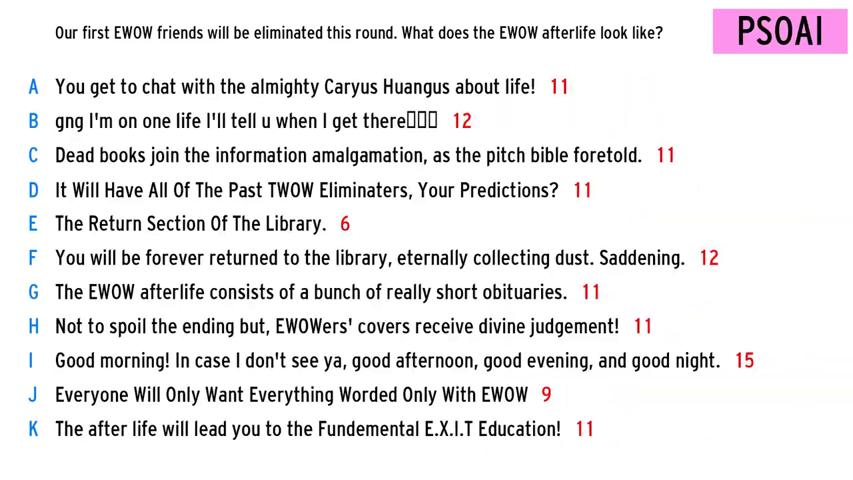 Our first EWOW friends will be eliminated this round. What does the EWOW afterlife look like?
PSOAI
A You get to chat with the almighty Caryus Huangus about life! 11
B gng I'm on one life I'll tell u when I get there▯▯▯ 12
C Dead books join the information amalgamation, as the pitch bible foretold. 11
D It Will Have All Of The Past TWOW Eliminaters, Your Predictions? 11
E The Return Section Of The Library. 6
F You will be forever returned to the library, eternally collecting dust. Saddening. 12
G The EWOW afterlife consists of a bunch of really short obituaries. 11
H Not to spoil the ending but, EWOWers' covers receive divine judgement! 11
I Good morning! In case I don't see ya, good afternoon, good evening, and good night. 15
J Everyone Will Only Want Everything Worded Only With EWOW 9
K The after life will lead you to the Fundemental E.X.I.T Education! 11